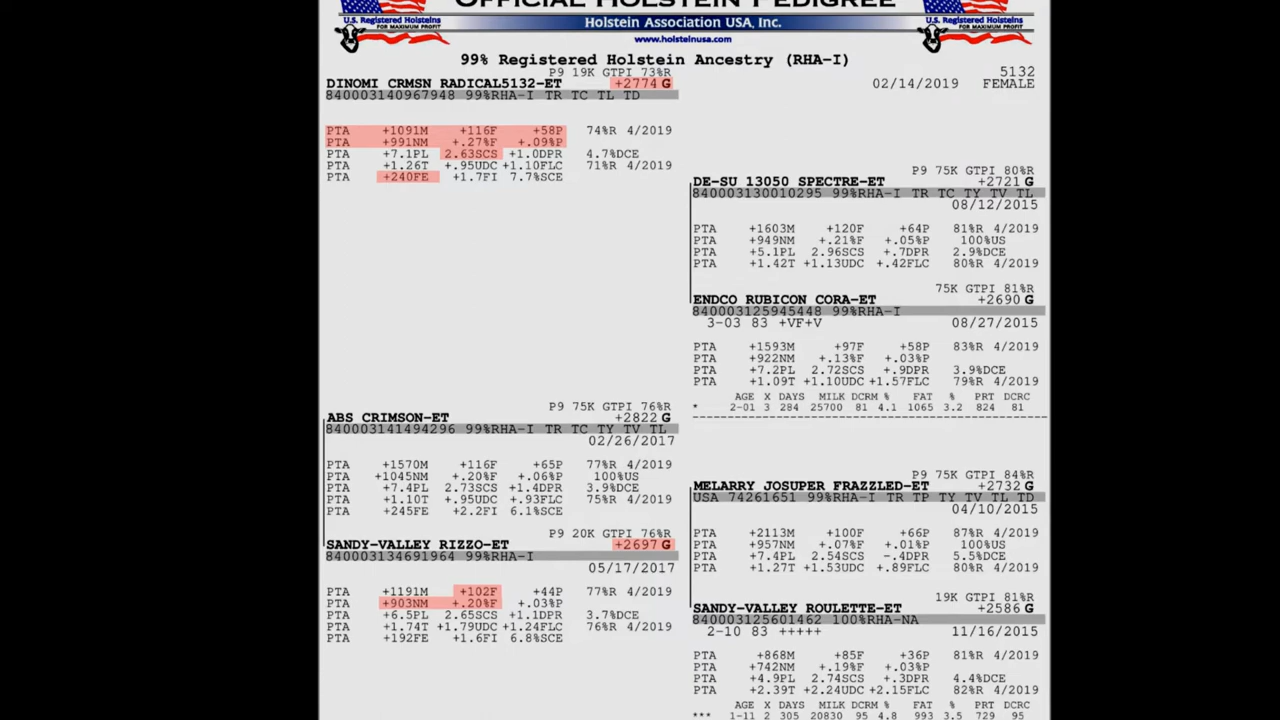 OFFICIAL HOLSTEIN PEDIGREE
U.S. Registered Holsteins
FOR MAXIMUM PROFIT
Holstein Association USA, Inc.
U.S. Registered Holsteins
FOR MAXIMUM PROFIT
www.holsteinusa.com
99% Registered Holstein Ancestry (RHA-I)
P9 19K GTPI 73%R
5132
DINOMI CRMSN RADICAL5132-ET +2774 G
02/14/2019 FEMALE
840003140967948 99%RHA-I TR TC TL TD
PTA +1091M +116F +58P 74%R 4/2019
PTA +991NM +.27%F +.09%P
PTA +7.1PL 2.63SCS +1.0DPR 4.7%DCE
PTA +1.26T +.95UDC +1.10FLC 71%R 4/2019
PTA +240FE +1.7FI 7.7%SCE
P9 75K GTPI 80%R
DE-SU 13050 SPECTRE-ET +2721 G
840003130010295 99%RHA-I TR TC TY TV TL
08/12/2015
PTA +1603M +120F +64P 81%R 4/2019
PTA +949NM +.21%F +.05%P 100%US
PTA +5.1PL 2.96SCS +.7DPR 2.9%DCE
PTA +1.42T +1.13UDC +.42FLC 80%R 4/2019
75K GTPI 81%R
ENDCO RUBICON CORA-ET +2690 G
840003125945448 99%RHA-I
3-03 83 +VF+V 08/27/2015
PTA +1593M +97F +58P 83%R 4/2019
PTA +922NM +.13%F +.03%P
PTA +7.2PL 2.72SCS +.9DPR 3.9%DCE
PTA +1.09T +1.10UDC +1.57FLC 79%R 4/2019
AGE X DAYS MILK DCRM % FAT % PRT DCRC
* 2-01 3 284 25700 81 4.1 1065 3.2 824 81
P9 75K GTPI 76%R
ABS CRIMSON-ET +2822 G
840003141494296 99%RHA-I TR TC TY TV TL
02/26/2017
PTA +1570M +116F +65P 77%R 4/2019
PTA +1045NM +.20%F +.06%P 100%US
PTA +7.4PL 2.73SCS +1.4DPR 3.9%DCE
PTA +1.10T +.95UDC +.93FLC 75%R 4/2019
PTA +245FE +2.2FI 6.1%SCE
P9 20K GTPI 76%R
SANDY-VALLEY RIZZO-ET +2697 G
840003134691964 99%RHA-I
05/17/2017
PTA +1191M +102F +44P 77%R 4/2019
PTA +903NM +.20%F +.03%P
PTA +6.5PL 2.65SCS +1.1DPR 3.7%DCE
PTA +1.74T +1.79UDC +1.24FLC 76%R 4/2019
PTA +192FE +1.6FI 6.8%SCE
P9 75K GTPI 84%R
MELARRY JOSUPER FRAZZLED-ET +2732 G
USA 74261651 99%RHA-I TR TP TY TV TL TD
04/10/2015
PTA +2113M +100F +66P 87%R 4/2019
PTA +957NM +.07%F +.01%P 100%US
PTA +7.4PL 2.54SCS -.4DPR 5.5%DCE
PTA +1.27T +1.53UDC +.89FLC 80%R 4/2019
19K GTPI 81%R
SANDY-VALLEY ROULETTE-ET +2586 G
840003125601462 100%RHA-NA
2-10 83 +++++ 11/16/2015
PTA +868M +85F +36P 81%R 4/2019
PTA +742NM +.19%F +.03%P
PTA +4.9PL 2.74SCS +.3DPR 4.4%DCE
PTA +2.39T +2.24UDC +2.15FLC 82%R 4/2019
AGE X DAYS MILK DCRM % FAT % PRT DCRC
*** 1-11 2 305 20830 95 4.8 993 3.5 729 95